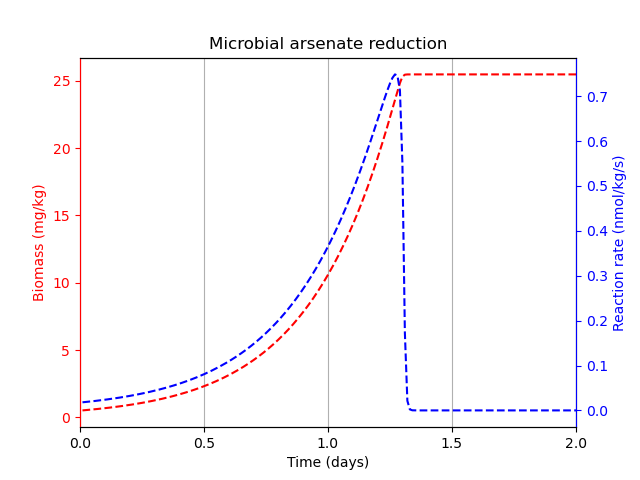 Microbial arsenate reduction
Biomass (mg/kg)
25
20
15
10
5
0
0.7
0.6
0.5
0.4
0.3
0.2
0.1
0.0
Reaction rate (nmol/kg/s)
0.0 0.5 1.0 1.5 2.0
Time (days)